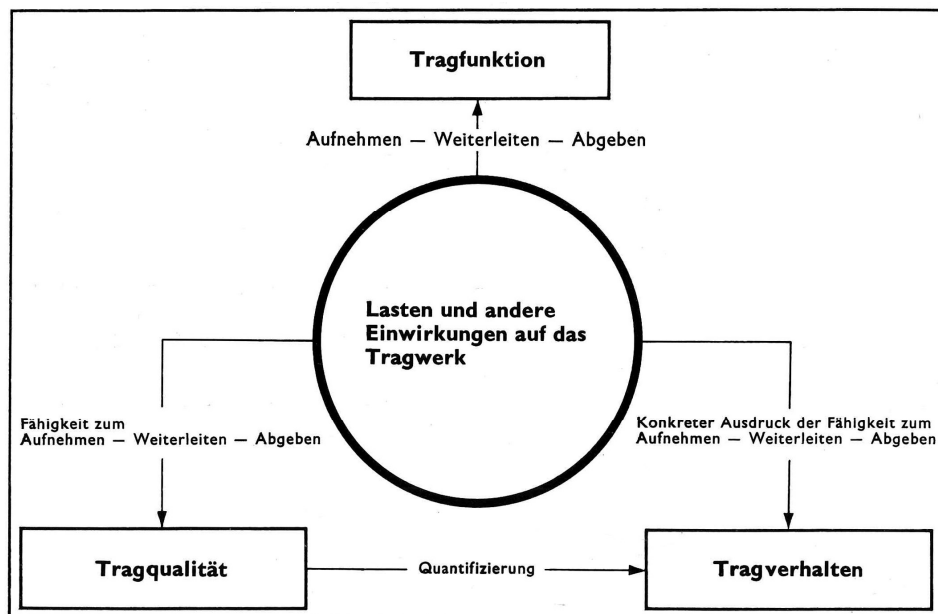 Tragfunktion
Aufnehmen — Weiterleiten — Abgeben
Lasten und andere
Einwirkungen auf das
Tragwerk
Fähigkeit zum
Aufnehmen — Weiterleiten — Abgeben
Konkreter Ausdruck der Fähigkeit zum
Aufnehmen — Weiterleiten — Abgeben
Tragqualität
Quantifizierung
Tragverhalten